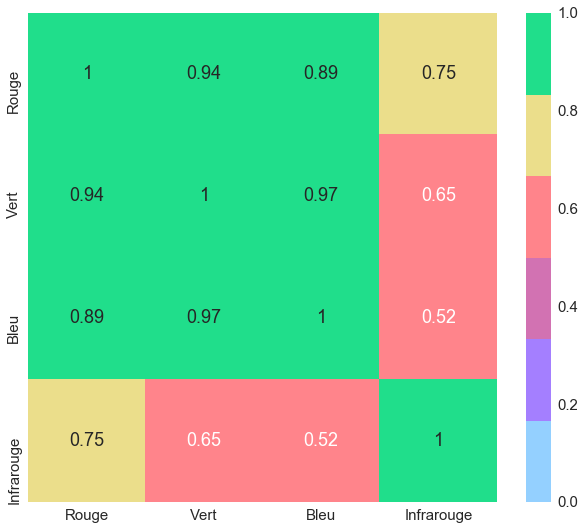 Rouge 1 0.94 0.89 0.75
Vert 0.94 1 0.97 0.65
Bleu 0.89 0.97 1 0.52
Infrarouge 0.75 0.65 0.52 1
Rouge Vert Bleu Infrarouge
1.0
0.8
0.6
0.4
0.2
0.0